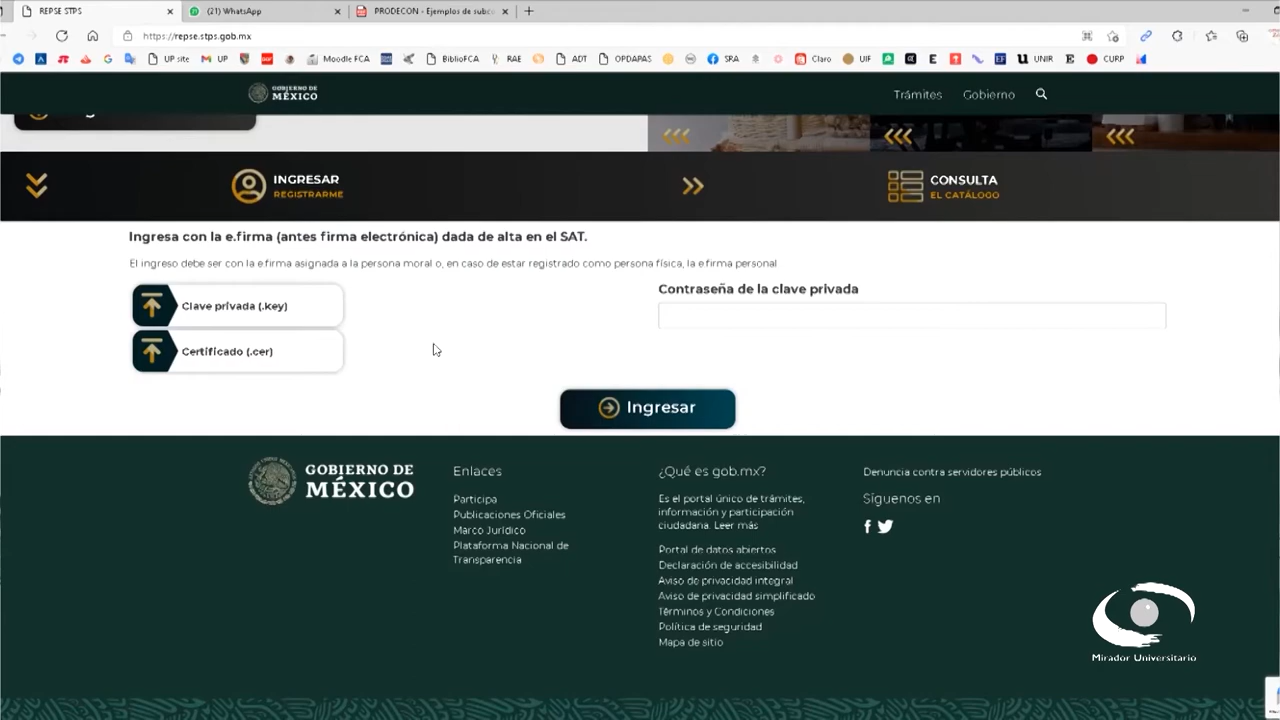 REPSE STPS
(21) WhatsApp
PRODECON - Ejemplos de subco
https://repse.stps.gob.mx
UP site
UP
Moodle FCA
BiblioFCA
RAE
ADT
OPDAPAS
SRA
Claro
UIF
UNIR
CURP
GOBIERNO DE
MÉXICO
Trámites
Gobierno
INGRESAR
REGISTRARME
CONSULTA
EL CATÁLOGO
Ingresa con la e.firma (antes firma electrónica) dada de alta en el SAT.
El ingreso debe ser con la e.firma asignada a la persona moral o, en caso de estar registrado como persona física, la e.firma personal
Clave privada (.key)
Certificado (.cer)
Contraseña de la clave privada
Ingresar
GOBIERNO DE
MÉXICO
Enlaces
Participa
Publicaciones Oficiales
Marco Jurídico
Plataforma Nacional de
Transparencia
¿Qué es gob.mx?
Es el portal único de trámites,
información y participación
ciudadana. Leer más
Portal de datos abiertos
Declaración de accesibilidad
Aviso de privacidad integral
Aviso de privacidad simplificado
Términos y Condiciones
Política de seguridad
Mapa de sitio
Denuncia contra servidores públicos
Síguenos en
Mirador Universitario